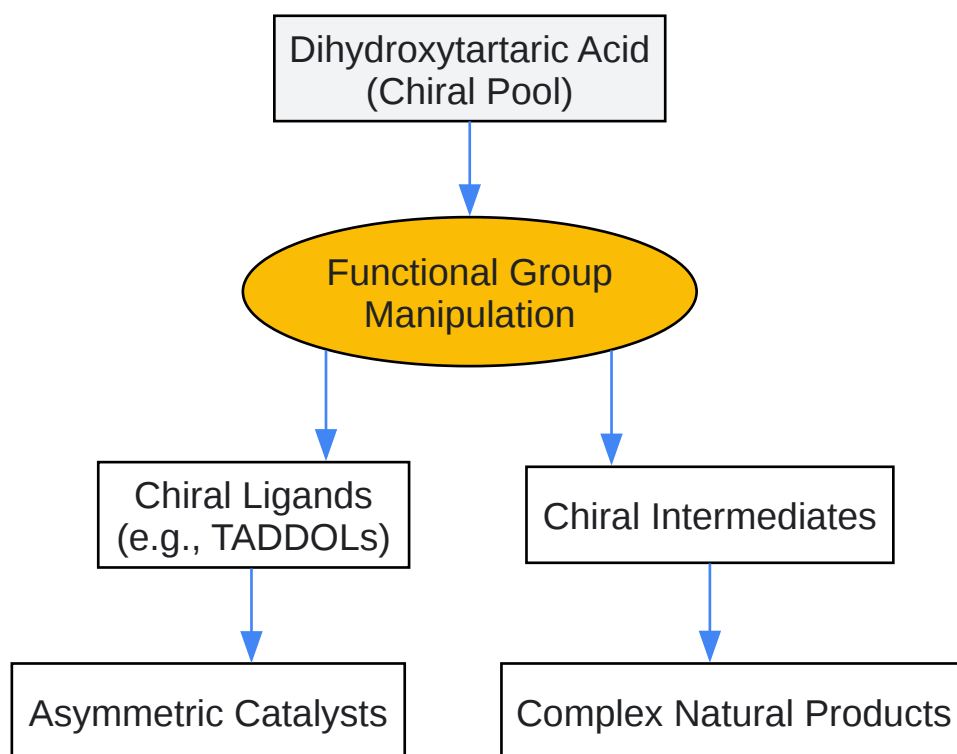 Dihydroxytartaric Acid
(Chiral Pool)
Functional Group
Manipulation
Chiral Ligands
(e.g., TADDOLs)
Chiral Intermediates
Asymmetric Catalysts
Complex Natural Products